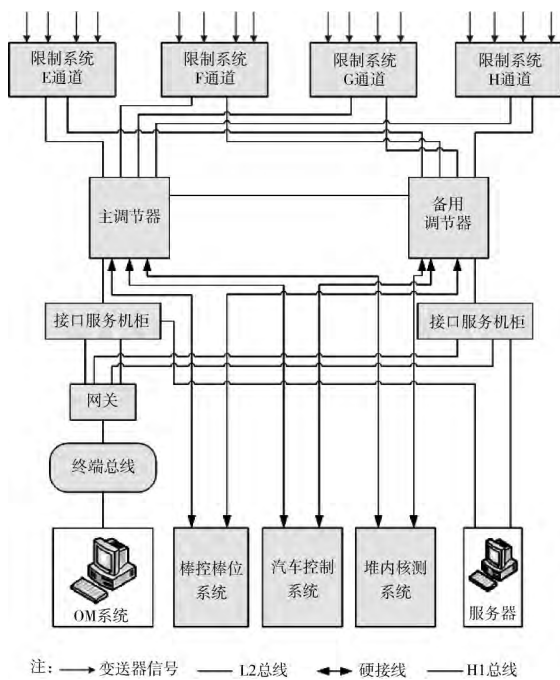 限制系统
E通道
限制系统
F通道
限制系统
G通道
限制系统
H通道
主调节器
备用
调节器
接口服务机柜
接口服务机柜
网关
终端总线
OM系统
棒控棒位
系统
汽车控制
系统
堆内核测
系统
服务器
注: 变送器信号 L2总线 硬接线 H1总线